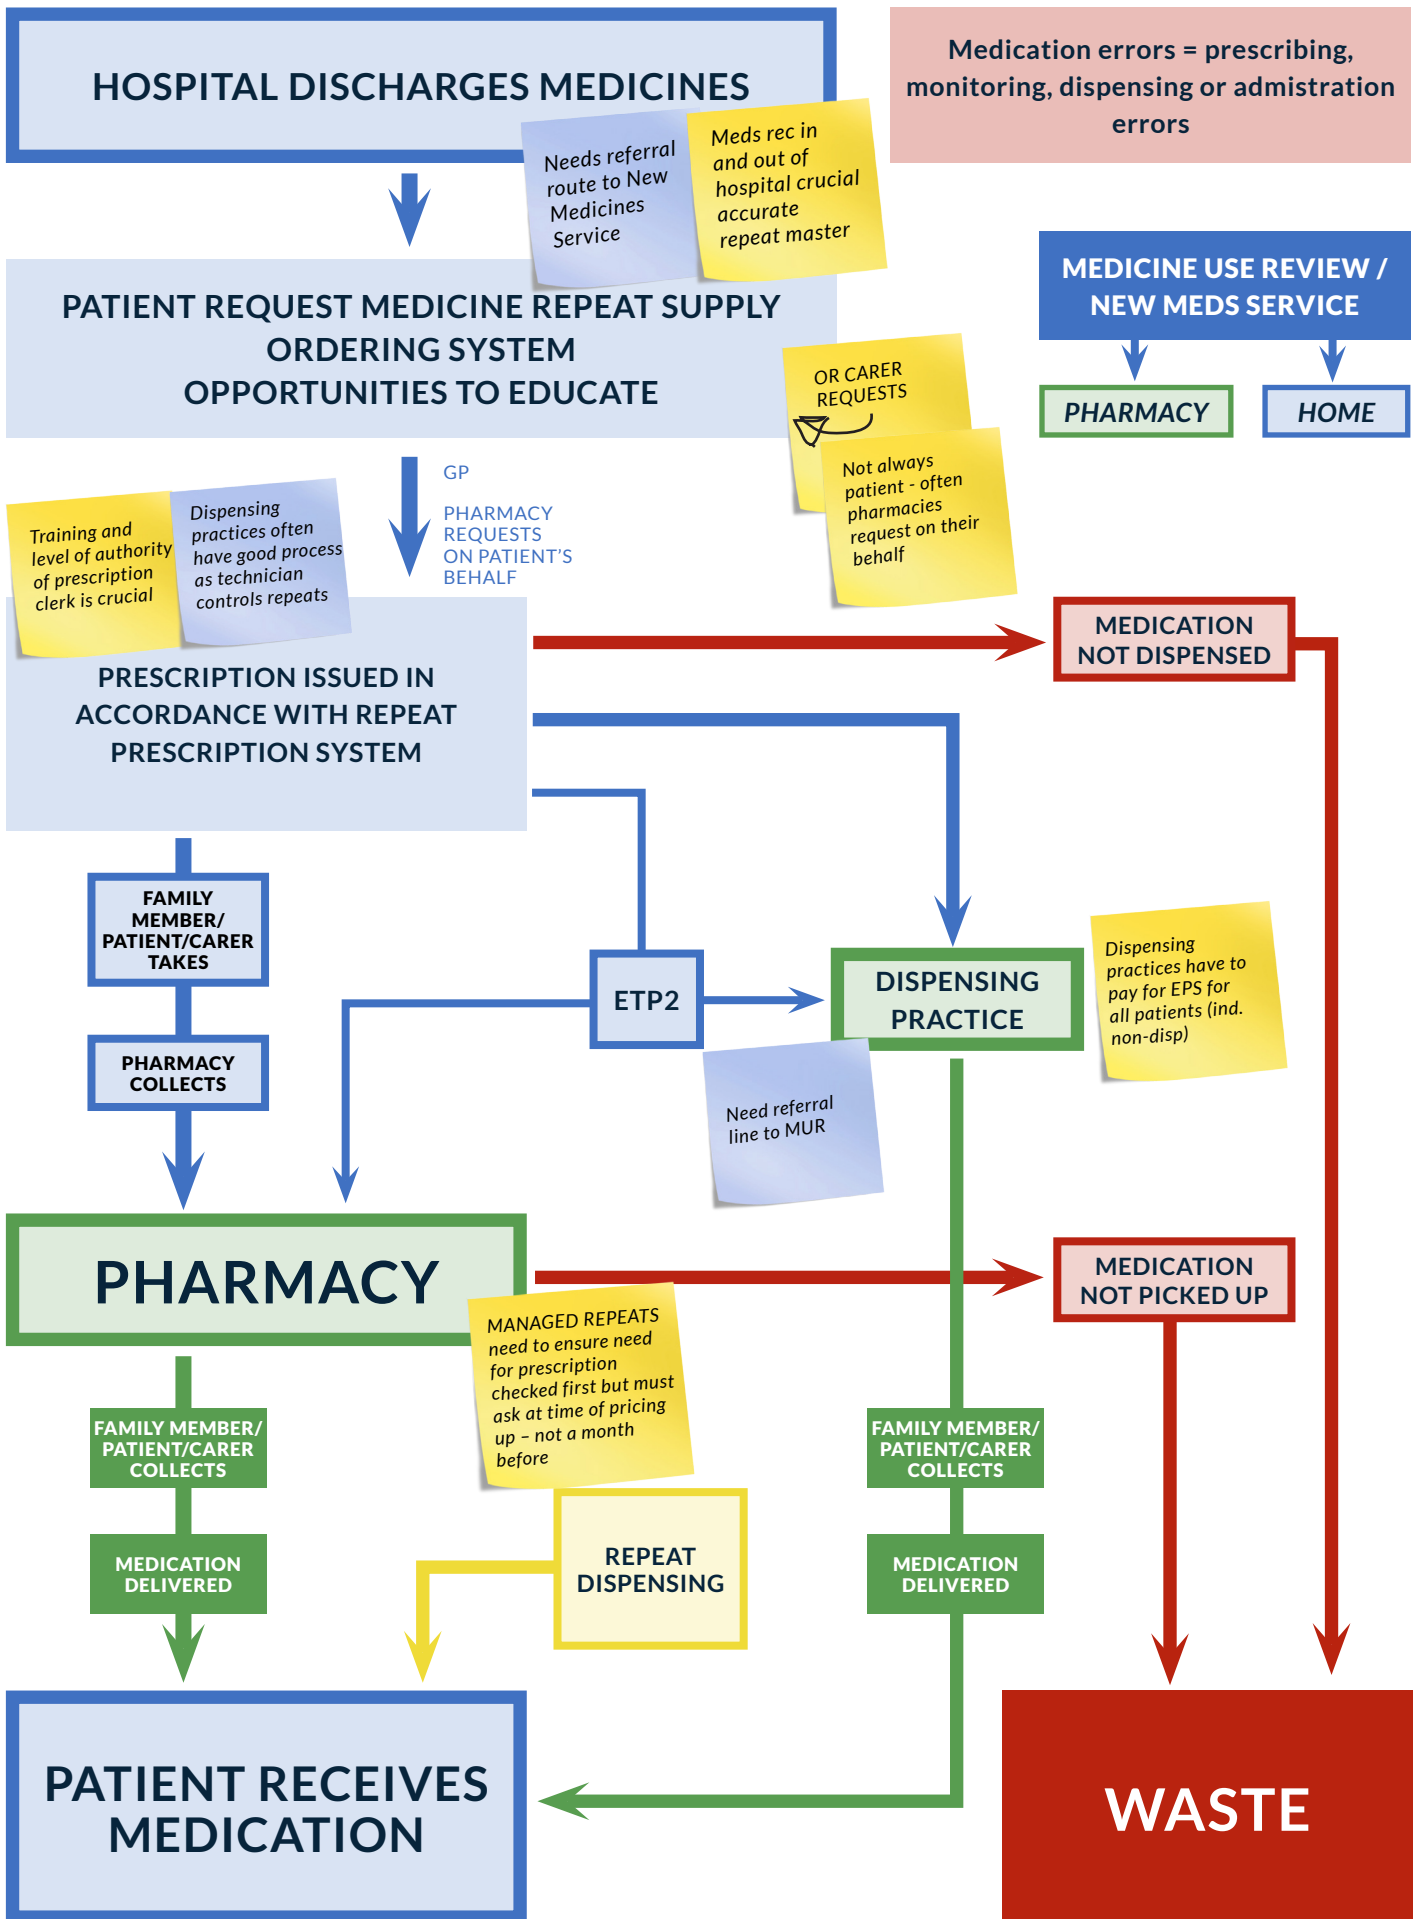 HOSPITAL DISCHARGES MEDICINES
Medication errors = prescribing,
monitoring, dispensing or admistration
errors
Needs referral
route to New
Medicines
Service
Meds rec in
and out of
hospital crucial
accurate
repeat master
PATIENT REQUEST MEDICINE REPEAT SUPPLY
ORDERING SYSTEM
OPPORTUNITIES TO EDUCATE
MEDICINE USE REVIEW /
NEW MEDS SERVICE
PHARMACY
HOME
OR CARER
REQUESTS
Not always
patient - often
pharmacies
request on their
behalf
GP
PHARMACY
REQUESTS
ON PATIENT'S
BEHALF
Training and
level of authority
of prescription
clerk is crucial
Dispensing
practices often
have good process
as technician
controls repeats
PRESCRIPTION ISSUED IN
ACCORDANCE WITH REPEAT
PRESCRIPTION SYSTEM
MEDICATION
NOT DISPENSED
FAMILY
MEMBER/
PATIENT/CARER
TAKES
PHARMACY
COLLECTS
ETP2
DISPENSING
PRACTICE
Dispensing
practices have to
pay for EPS for
all patients (ind.
non-disp)
Need referral
line to MUR
PHARMACY
MEDICATION
NOT PICKED UP
MANAGED REPEATS
need to ensure need
for prescription
checked first but must
ask at time of pricing
up – not a month
before
FAMILY MEMBER/
PATIENT/CARER
COLLECTS
MEDICATION
DELIVERED
REPEAT
DISPENSING
FAMILY MEMBER/
PATIENT/CARER
COLLECTS
MEDICATION
DELIVERED
PATIENT RECEIVES
MEDICATION
WASTE